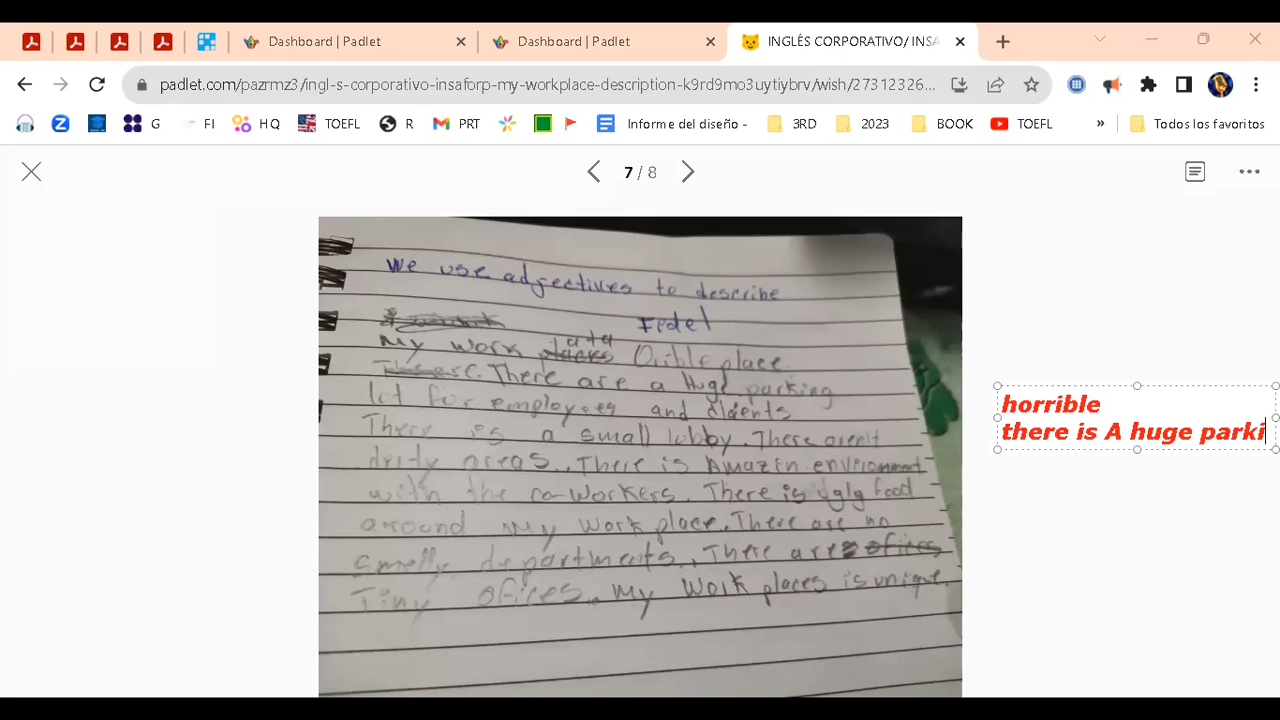 Dashboard | Padlet
Dashboard | Padlet
INGLÉS CORPORATIVO/ INSA
padlet.com/pazrmz3/ingl-s-corporativo-insaforp-my-workplace-description-k9rd9mo3uytiybrv/wish/27312326...
G
FI
HQ
TOEFL
R
PRT
Informe del diseño -
3RD
2023
BOOK
TOEFL
»
Todos los favoritos
7 / 8
We use adjectives to describe
Fidel
My work Orible place.
There are a Huge parking
lot for employees and clients
There is a small lobby. There aren't
derty areas.. There is Amazin envieronment
with the co-workers. There is ugly food
around my work place. There are no
smelly departments.. There are
Tiny ofices.. my Work places is unique.
horrible
there is A huge parki